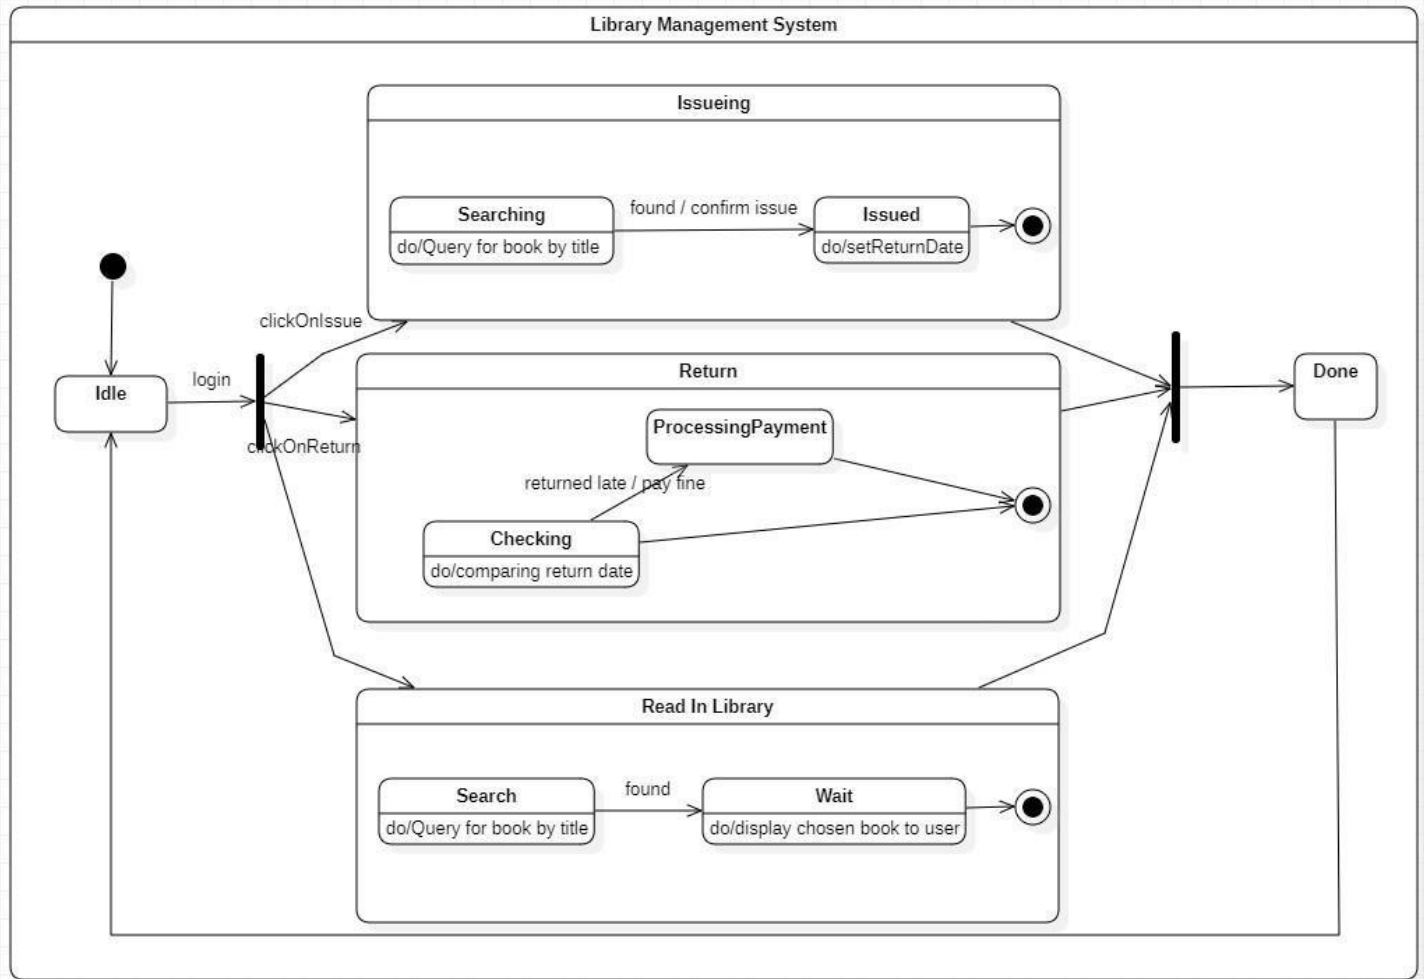 Library Management System
Issueing
Searching
do/Query for book by title
found / confirm issue
Issued
do/setReturnDate
clickOnIssue
Idle
login
clickOnReturn
Return
ProcessingPayment
returned late / pay fine
Checking
do/comparing return date
Done
Read In Library
Search
do/Query for book by title
found
Wait
do/display chosen book to user